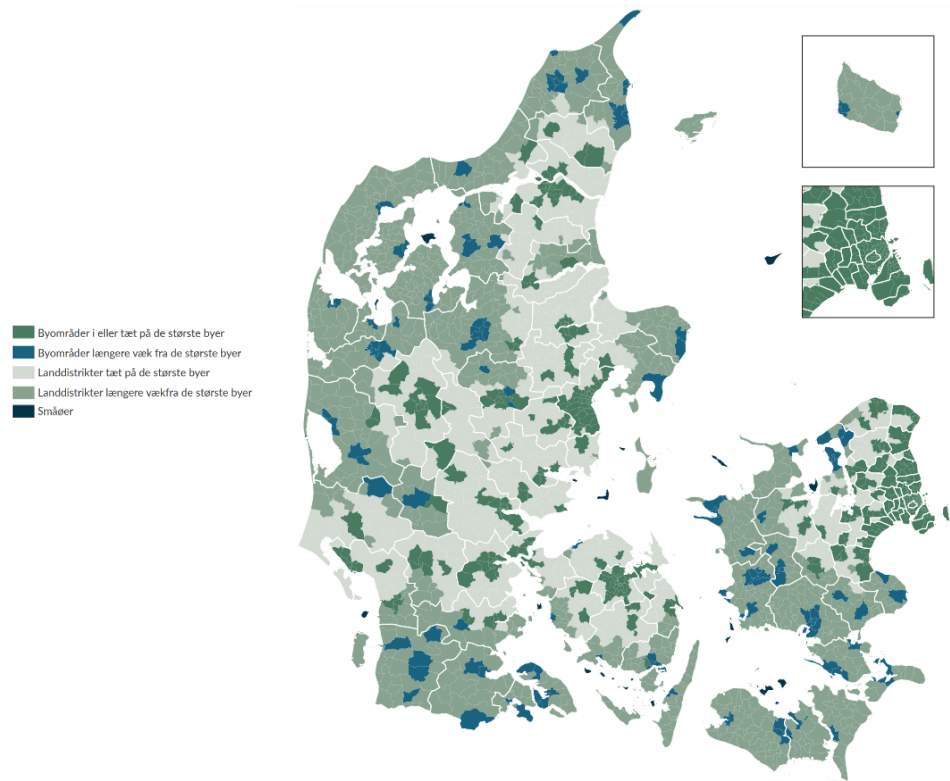 Byområder i eller tæt på de største byer
Byområder længere væk fra de største byer
Landdistrikter tæt på de største byer
Landdistrikter længere vækfra de største byer
Småøer